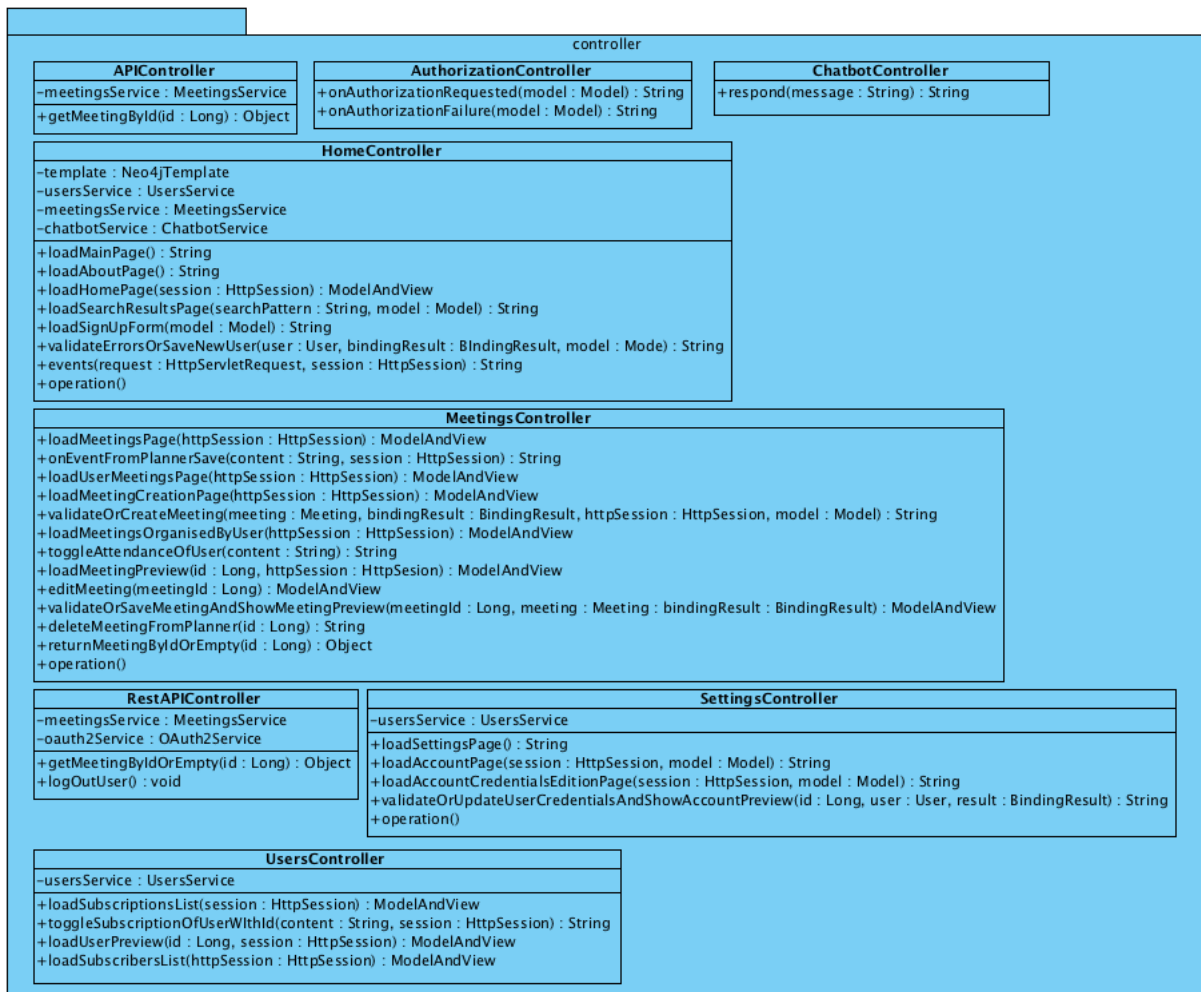 controller
APIController
-meetingsService : MeetingsService
+getMeetingById(id : Long) : Object
AuthorizationController
+onAuthorizationRequested(model : Model) : String
+onAuthorizationFailure(model : Model) : String
ChatbotController
+respond(message : String) : String
HomeController
-template : Neo4jTemplate
-usersService : UsersService
-meetingsService : MeetingsService
-chatbotService : ChatbotService
+loadMainPage() : String
+loadAboutPage() : String
+loadHomePage(session : HttpSession) : ModelAndView
+loadSearchResultsPage(searchPattern : String, model : Model) : String
+loadSignUpForm(model : Model) : String
+validateErrorsOrSaveNewUser(user : User, bindingResult : BIndingResult, model : Mode) : String
+events(request : HttpServletRequest, session : HttpSession) : String
+operation()
MeetingsController
+loadMeetingsPage(httpSession : HttpSession) : ModelAndView
+onEventFromPlannerSave(content : String, session : HttpSession) : String
+loadUserMeetingsPage(httpSession : HttpSession) : ModelAndView
+loadMeetingCreationPage(httpSession : HttpSession) : ModelAndView
+validateOrCreateMeeting(meeting : Meeting, bindingResult : BindingResult, httpSession : HttpSession, model : Model) : String
+loadMeetingsOrganisedByUser(httpSession : HttpSession) : ModelAndView
+toggleAttendanceOfUser(content : String) : String
+loadMeetingPreview(id : Long, httpSession : HttpSesion) : ModelAndView
+editMeeting(meetingId : Long) : ModelAndView
+validateOrSaveMeetingAndShowMeetingPreview(meetingId : Long, meeting : Meeting : bindingResult : BindingResult) : ModelAndView
+deleteMeetingFromPlanner(id : Long) : String
+returnMeetingByIdOrEmpty(id : Long) : Object
+operation()
RestAPIController
-meetingsService : MeetingsService
-oauth2Service : OAuth2Service
+getMeetingByIdOrEmpty(id : Long) : Object
+logOutUser() : void
SettingsController
-usersService : UsersService
+loadSettingsPage() : String
+loadAccountPage(session : HttpSession, model : Model) : String
+loadAccountCredentialsEditionPage(session : HttpSession, model : Model) : String
+validateOrUpdateUserCredentialsAndShowAccountPreview(id : Long, user : User, result : BindingResult) : String
+operation()
UsersController
-usersService : UsersService
+loadSubscriptionsList(session : HttpSession) : ModelAndView
+toggleSubscriptionOfUserWIthId(content : String, session : HttpSession) : String
+loadUserPreview(id : Long, session : HttpSession) : ModelAndView
+loadSubscribersList(httpSession : HttpSession) : ModelAndView